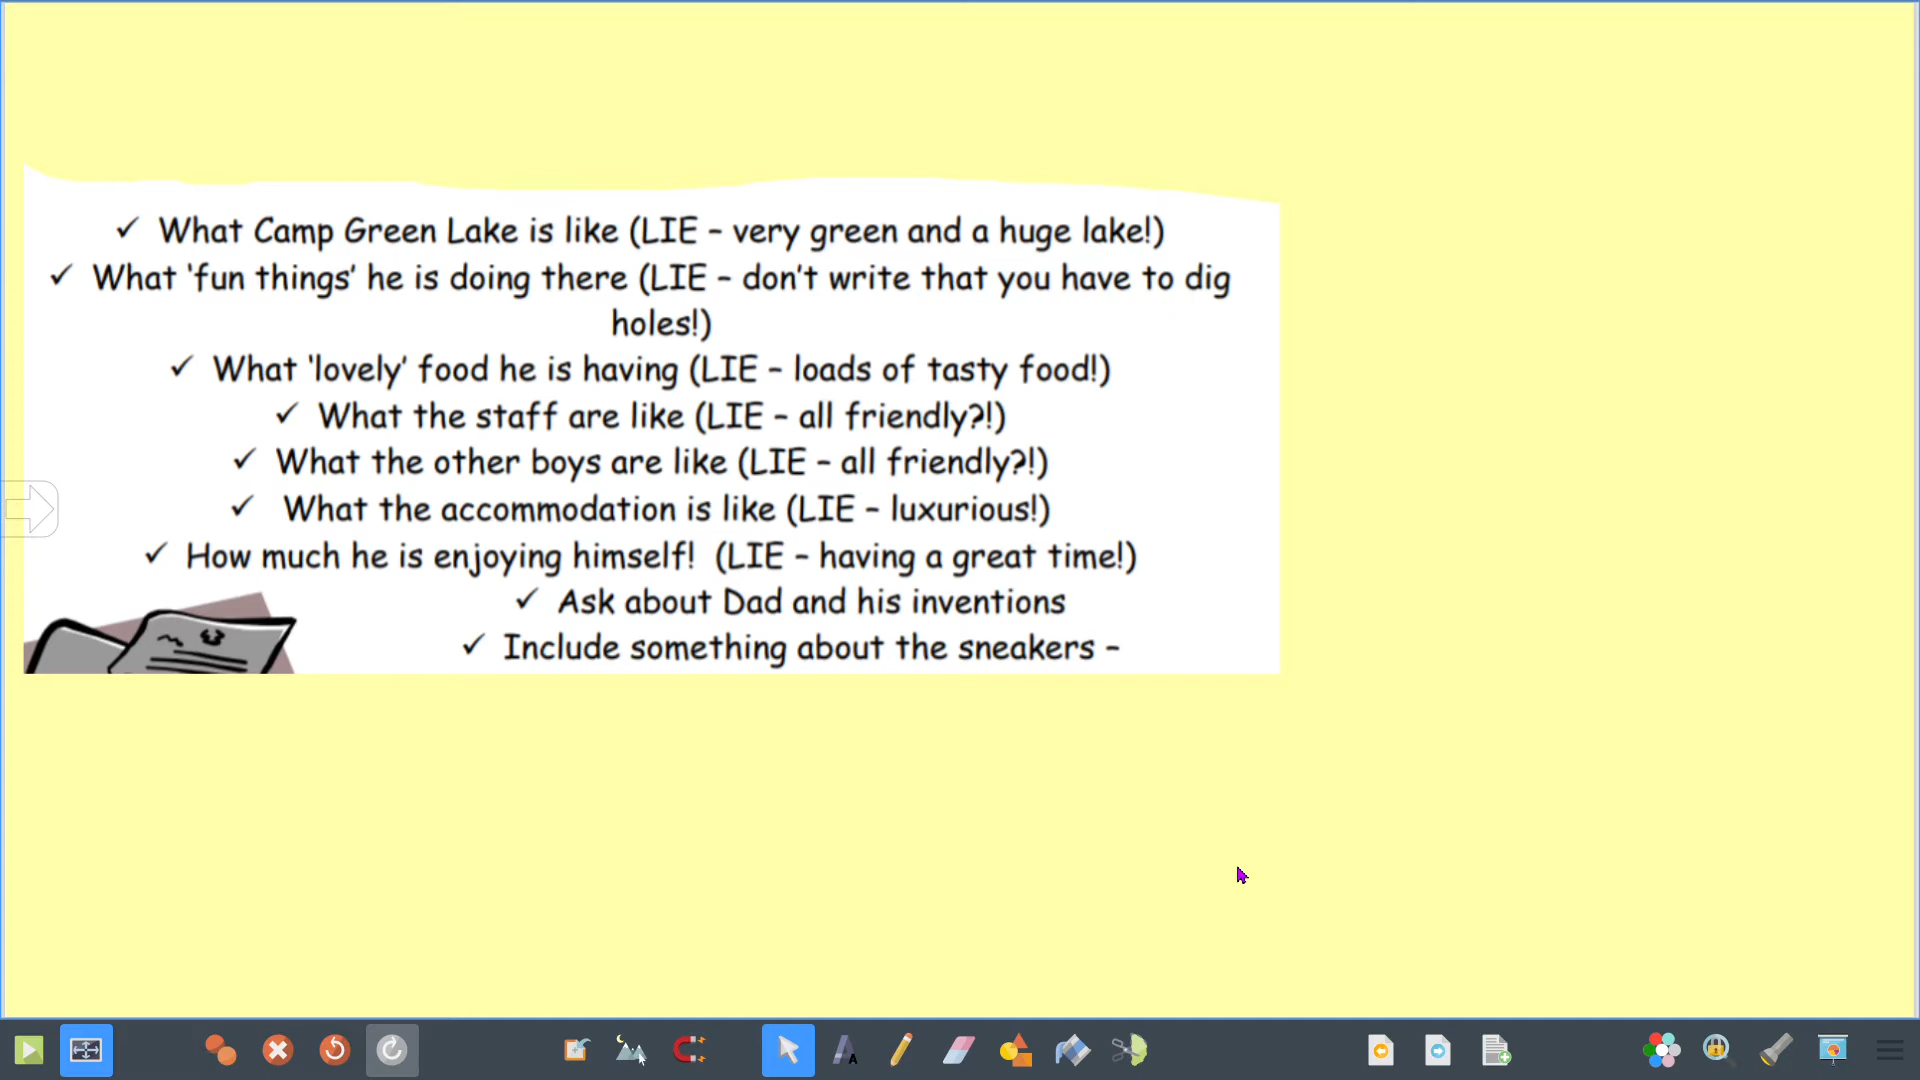 ✓ What Camp Green Lake is like (LIE – very green and a huge lake!)
✓ What 'fun things' he is doing there (LIE – don't write that you have to dig
holes!)
✓ What 'lovely' food he is having (LIE – loads of tasty food!)
✓ What the staff are like (LIE – all friendly?!)
✓ What the other boys are like (LIE – all friendly?!)
✓ What the accommodation is like (LIE – luxurious!)
✓ How much he is enjoying himself! (LIE – having a great time!)
✓ Ask about Dad and his inventions
✓ Include something about the sneakers –